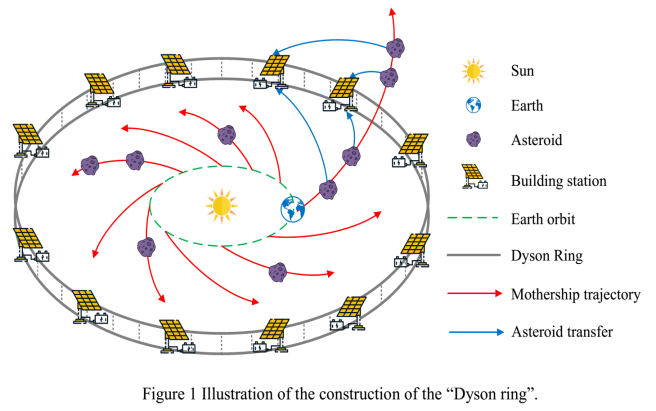 Sun
Earth
Asteroid
Building station
Earth orbit
Dyson Ring
Mothership trajectory
Asteroid transfer
Figure 1 Illustration of the construction of the “Dyson ring”.